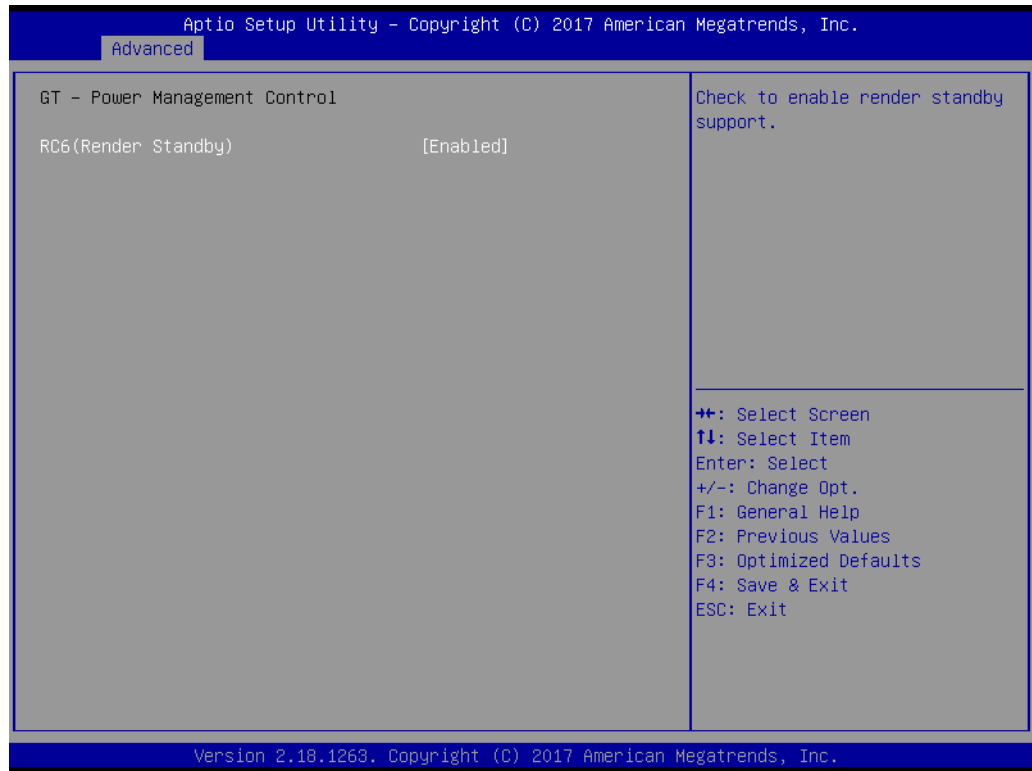 Aptio Setup Utility – Copyright (C) 2017 American Megatrends, Inc.
Advanced
GT – Power Management Control
RC6(Render Standby) [Enabled]
Check to enable render standby
support.
→←: Select Screen
↑↓: Select Item
Enter: Select
+/-: Change Opt.
F1: General Help
F2: Previous Values
F3: Optimized Defaults
F4: Save & Exit
ESC: Exit
Version 2.18.1263. Copyright (C) 2017 American Megatrends, Inc.